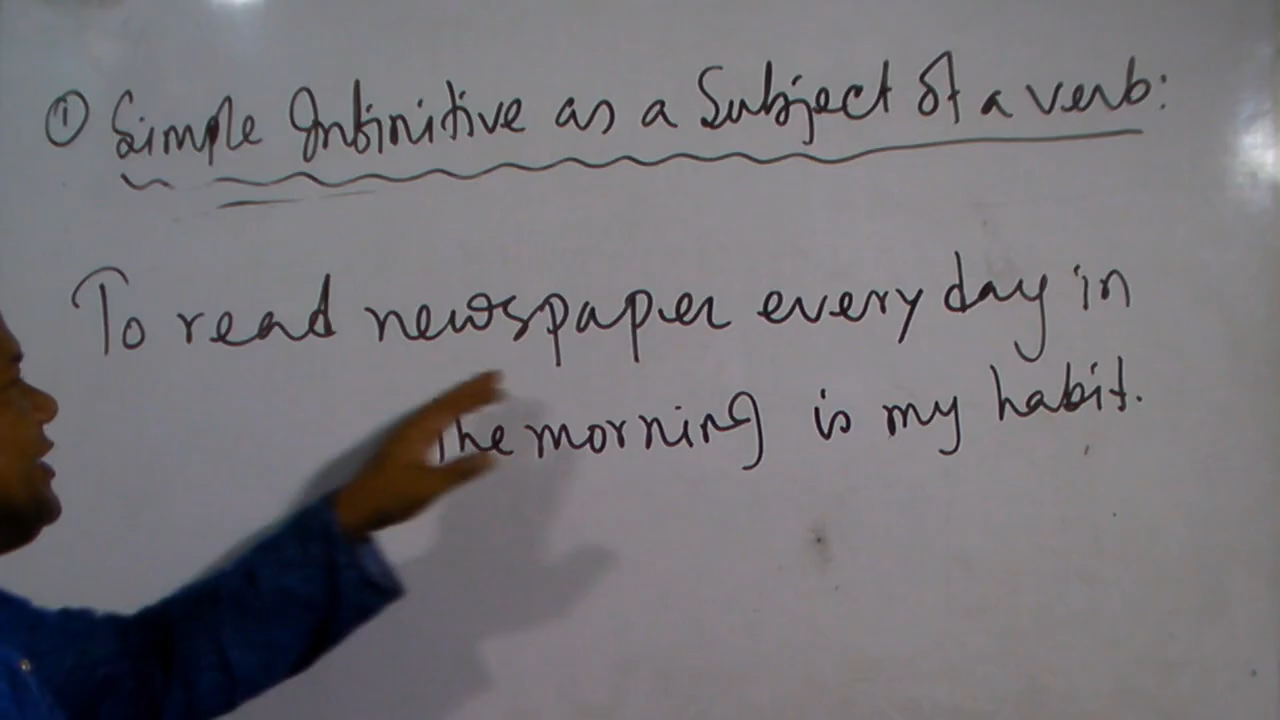 ① Simple Infinitive as a Subject of a verb:
To read newspaper every day in
the morning is my habit.